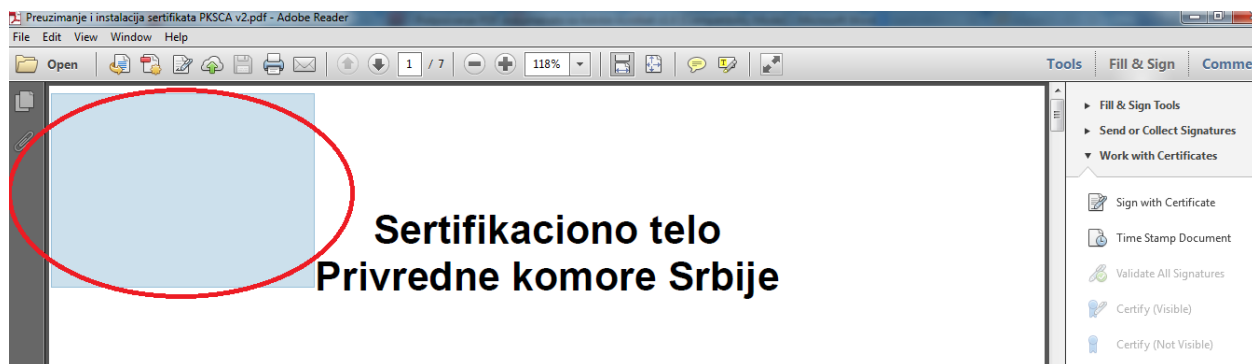 Preuzimanje i instalacija sertifikata PKSCA v2.pdf - Adobe Reader
File Edit View Window Help
Open 1 / 7 118% Tools Fill & Sign Comme
Fill & Sign Tools
Send or Collect Signatures
Work with Certificates
Sign with Certificate
Sertifikaciono telo
Time Stamp Document
Privredne komore Srbije
Validate All Signatures
Certify (Visible)
Certify (Not Visible)